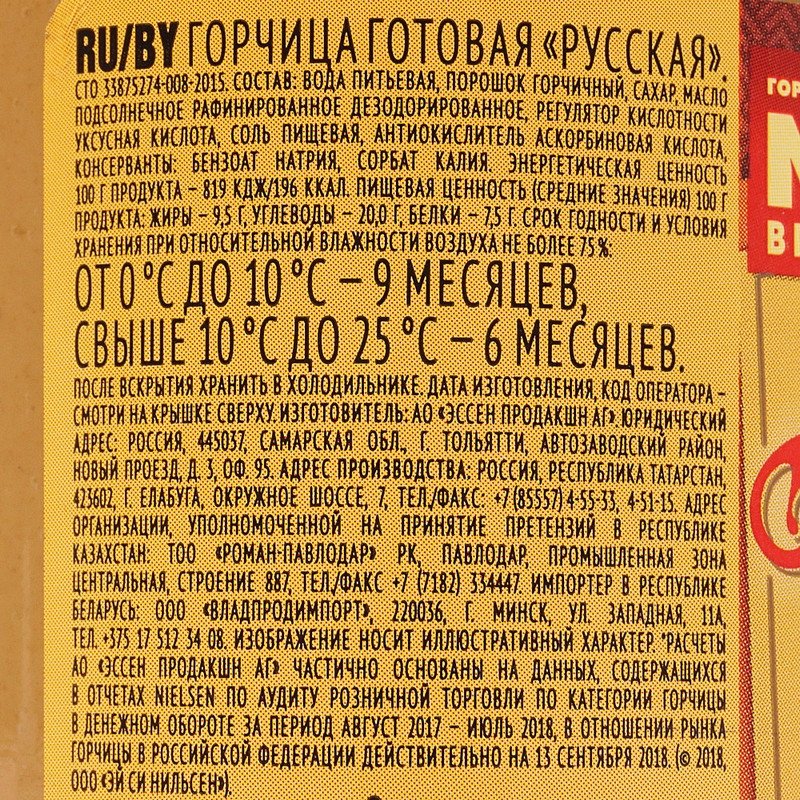 RU/BY ГОРЧИЦА ГОТОВАЯ «РУССКАЯ».
СТО 33875274-008-2015. СОСТАВ: ВОДА ПИТЬЕВАЯ, ПОРОШОК ГОРЧИЧНЫЙ, САХАР, МАСЛО
ПОДСОЛНЕЧНОЕ РАФИНИРОВАННОЕ ДЕЗОДОРИРОВАННОЕ, РЕГУЛЯТОР КИСЛОТНОСТИ
УКСУСНАЯ КИСЛОТА, СОЛЬ ПИЩЕВАЯ, АНТИОКИСЛИТЕЛЬ АСКОРБИНОВАЯ КИСЛОТА,
КОНСЕРВАНТЫ: БЕНЗОАТ НАТРИЯ, СОРБАТ КАЛИЯ. ЭНЕРГЕТИЧЕСКАЯ ЦЕННОСТЬ
100 Г ПРОДУКТА – 819 КДЖ/196 ККАЛ. ПИЩЕВАЯ ЦЕННОСТЬ (СРЕДНИЕ ЗНАЧЕНИЯ) 100 Г
ПРОДУКТА: ЖИРЫ – 9,5 Г, УГЛЕВОДЫ – 20,0 Г, БЕЛКИ – 7,5 Г. СРОК ГОДНОСТИ И УСЛОВИЯ
ХРАНЕНИЯ ПРИ ОТНОСИТЕЛЬНОЙ ВЛАЖНОСТИ ВОЗДУХА НЕ БОЛЕЕ 75 %:
ОТ 0 °С ДО 10 °С – 9 МЕСЯЦЕВ,
СВЫШЕ 10 °С ДО 25 °С – 6 МЕСЯЦЕВ.
ПОСЛЕ ВСКРЫТИЯ ХРАНИТЬ В ХОЛОДИЛЬНИКЕ. ДАТА ИЗГОТОВЛЕНИЯ, КОД ОПЕРАТОРА –
СМОТРИ НА КРЫШКЕ СВЕРХУ. ИЗГОТОВИТЕЛЬ: АО «ЭССЕН ПРОДАКШН АГ». ЮРИДИЧЕСКИЙ
АДРЕС: РОССИЯ, 445037, САМАРСКАЯ ОБЛ., Г. ТОЛЬЯТТИ, АВТОЗАВОДСКИЙ РАЙОН,
НОВЫЙ ПРОЕЗД, Д. 3, ОФ. 95. АДРЕС ПРОИЗВОДСТВА: РОССИЯ, РЕСПУБЛИКА ТАТАРСТАН,
423602, Г. ЕЛАБУГА, ОКРУЖНОЕ ШОССЕ, 7, ТЕЛ./ФАКС: +7 (85557) 4-55-33, 4-51-15. АДРЕС
ОРГАНИЗАЦИИ, УПОЛНОМОЧЕННОЙ НА ПРИНЯТИЕ ПРЕТЕНЗИЙ В РЕСПУБЛИКЕ
КАЗАХСТАН: ТОО «РОМАН-ПАВЛОДАР» РК, ПАВЛОДАР, ПРОМЫШЛЕННАЯ ЗОНА
ЦЕНТРАЛЬНАЯ, СТРОЕНИЕ 887, ТЕЛ./ФАКС +7 (7182) 334447. ИМПОРТЕР В РЕСПУБЛИКЕ
БЕЛАРУСЬ: ООО «ВЛАДПРОДИМПОРТ», 220036, Г. МИНСК, УЛ. ЗАПАДНАЯ, 11А,
ТЕЛ. +375 17 512 34 08. ИЗОБРАЖЕНИЕ НОСИТ ИЛЛЮСТРАТИВНЫЙ ХАРАКТЕР. *РАСЧЕТЫ
АО «ЭССЕН ПРОДАКШН АГ» ЧАСТИЧНО ОСНОВАНЫ НА ДАННЫХ, СОДЕРЖАЩИХСЯ
В ОТЧЕТАХ NIELSEN ПО АУДИТУ РОЗНИЧНОЙ ТОРГОВЛИ ПО КАТЕГОРИИ ГОРЧИЦЫ
В ДЕНЕЖНОМ ОБОРОТЕ ЗА ПЕРИОД АВГУСТ 2017 – ИЮЛЬ 2018, В ОТНОШЕНИИ РЫНКА
ГОРЧИЦЫ В РОССИЙСКОЙ ФЕДЕРАЦИИ ДЕЙСТВИТЕЛЬНО НА 13 СЕНТЯБРЯ 2018. (© 2018,
ООО «ЭЙ СИ НИЛЬСЕН»).